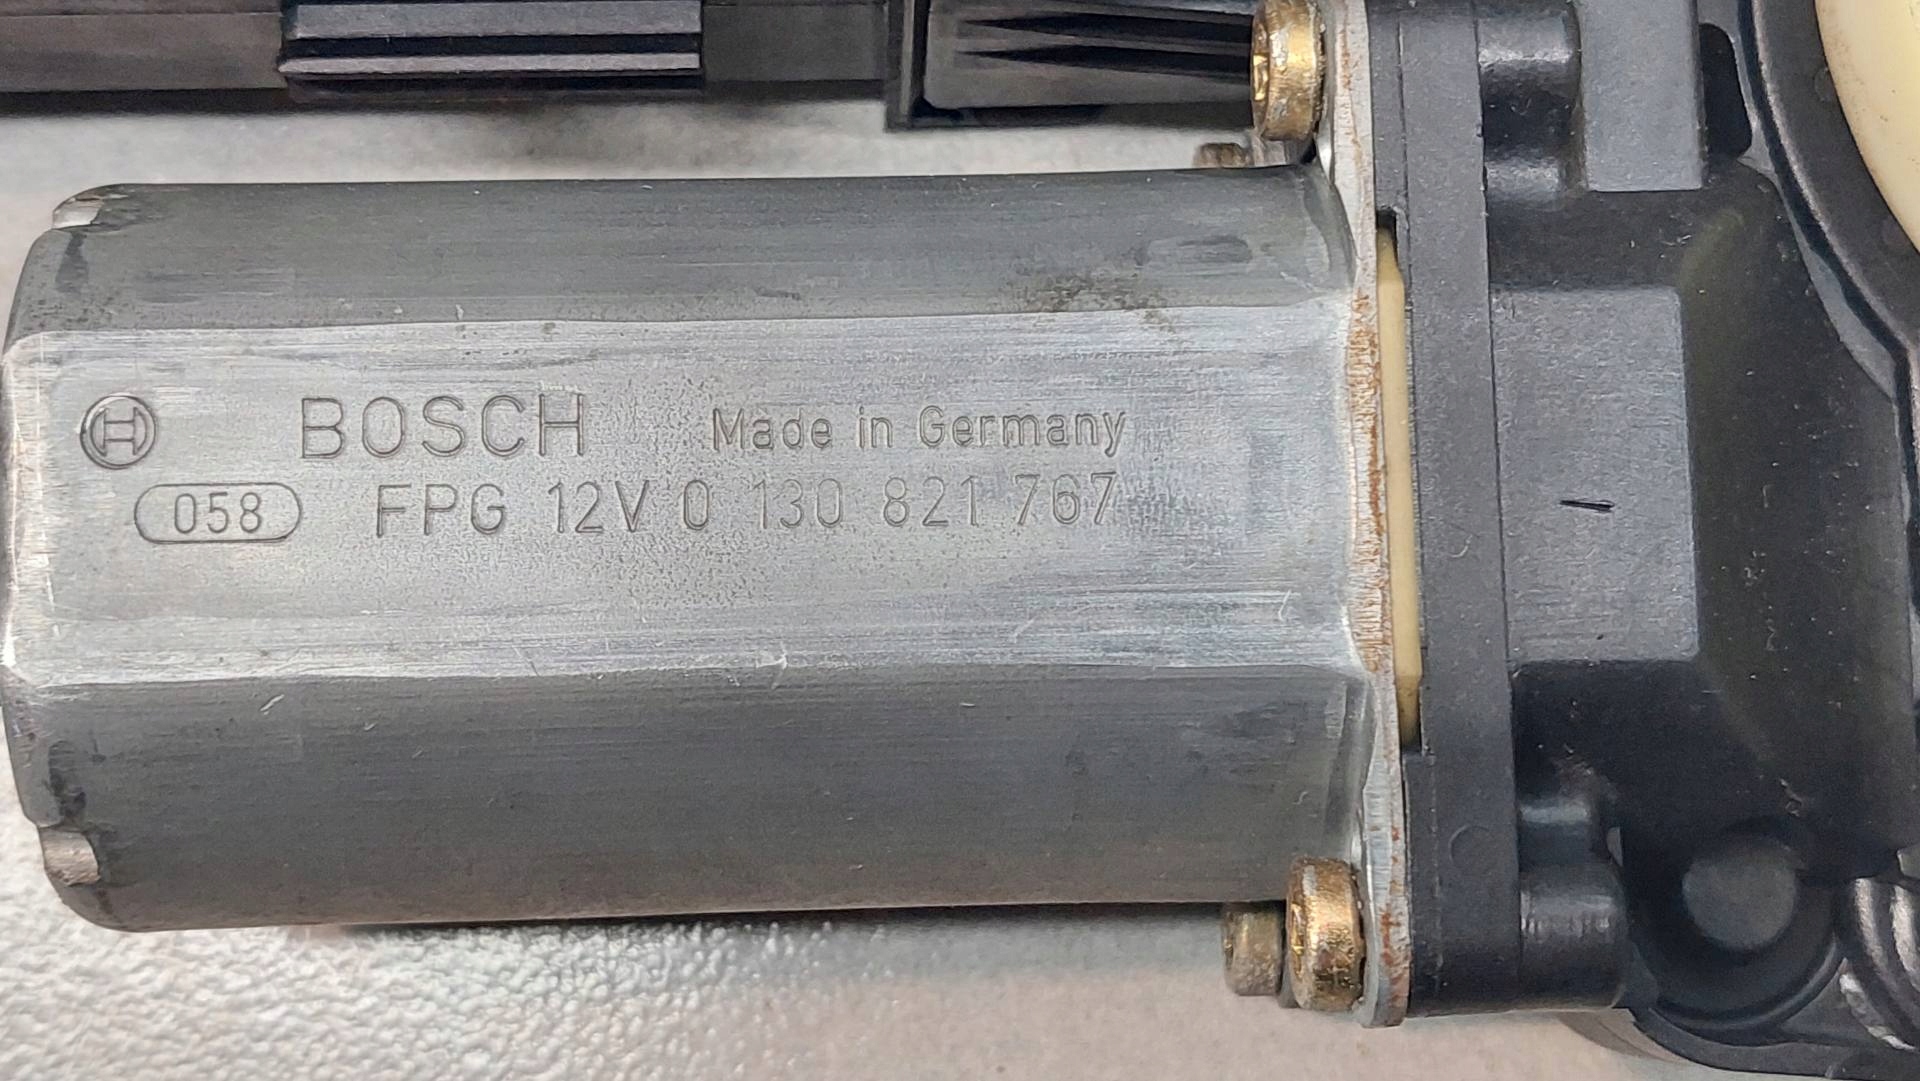 BOSCH Made in Germany
058 FPG 12V 0 130 821 767